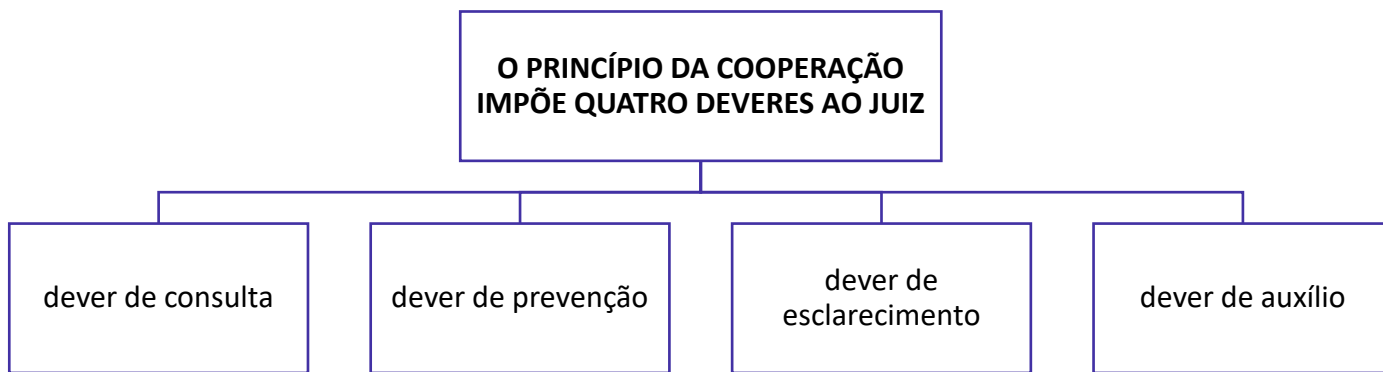 O PRINCÍPIO DA COOPERAÇÃO
IMPÕE QUATRO DEVERES AO JUIZ
dever de consulta
dever de prevenção
dever de
esclarecimento
dever de auxílio